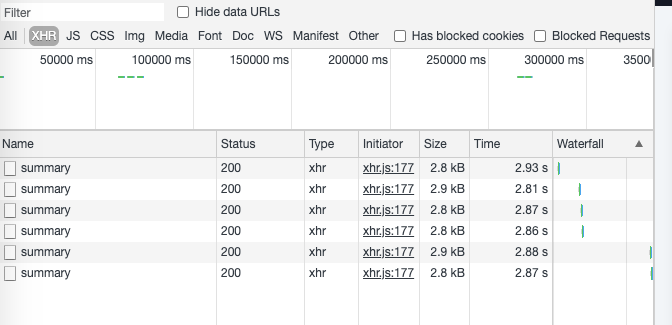 Filter Hide data URLs
All XHR JS CSS Img Media Font Doc WS Manifest Other Has blocked cookies Blocked Requests
50000 ms 100000 ms 150000 ms 200000 ms 250000 ms 300000 ms 3500
Name Status Type Initiator Size Time Waterfall ▲
summary 200 xhr xhr.js:177 2.8 kB 2.93 s
summary 200 xhr xhr.js:177 2.9 kB 2.81 s
summary 200 xhr xhr.js:177 2.8 kB 2.87 s
summary 200 xhr xhr.js:177 2.8 kB 2.86 s
summary 200 xhr xhr.js:177 2.9 kB 2.88 s
summary 200 xhr xhr.js:177 2.8 kB 2.87 s